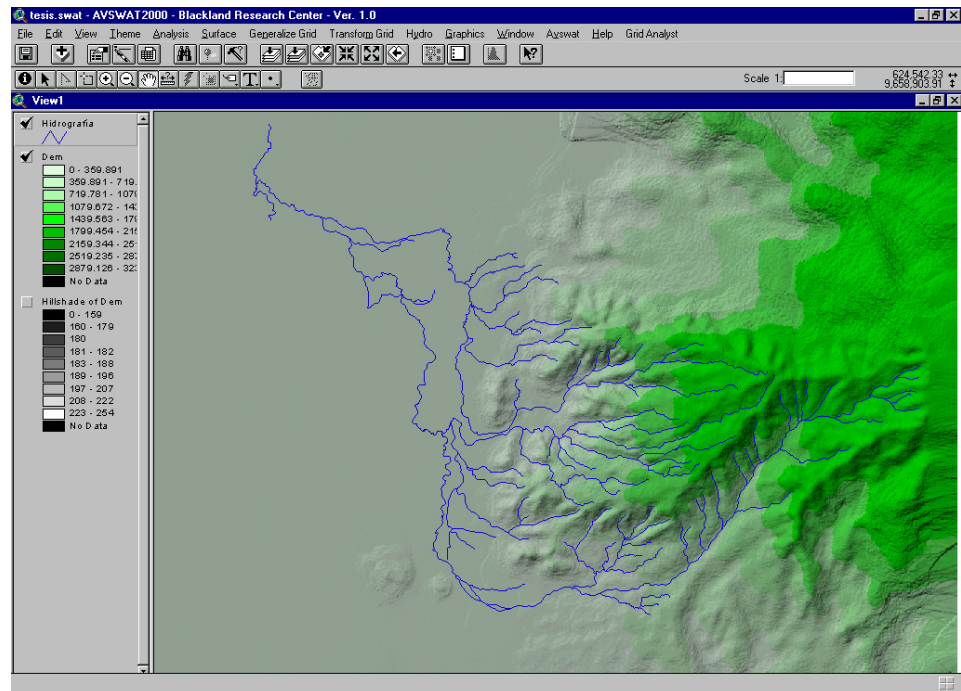 tesis.swat - AVSWAT2000 - Blackland Research Center - Ver. 1.0
File Edit View Theme Analysis Surface Generalize Grid Transform Grid Hydro Graphics Window Avswat Help Grid Analyst
Scale 1: 624,542.33
9,658,903.91
View1
Hidrografia
Dem
0 - 359.891
359.891 - 719.
719.781 - 107
1079.672 - 14
1439.563 - 17
1799.454 - 21
2159.344 - 25
2519.235 - 28
2879.126 - 32
No Data
Hillshade of Dem
0 - 159
160 - 179
180
181 - 182
183 - 188
189 - 196
197 - 207
208 - 222
223 - 254
No Data